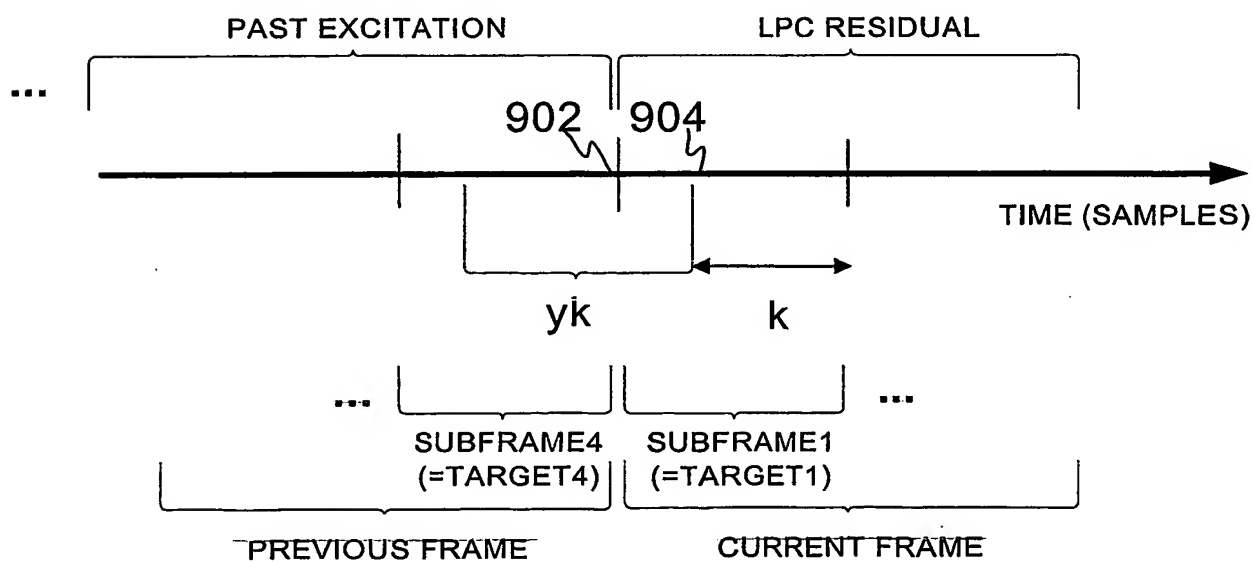 PAST EXCITATION
LPC RESIDUAL
...
902
904
TIME (SAMPLES)
yk
k
...
...
SUBFRAME4
(=TARGET4)
SUBFRAME1
(=TARGET1)
PREVIOUS FRAME
CURRENT FRAME